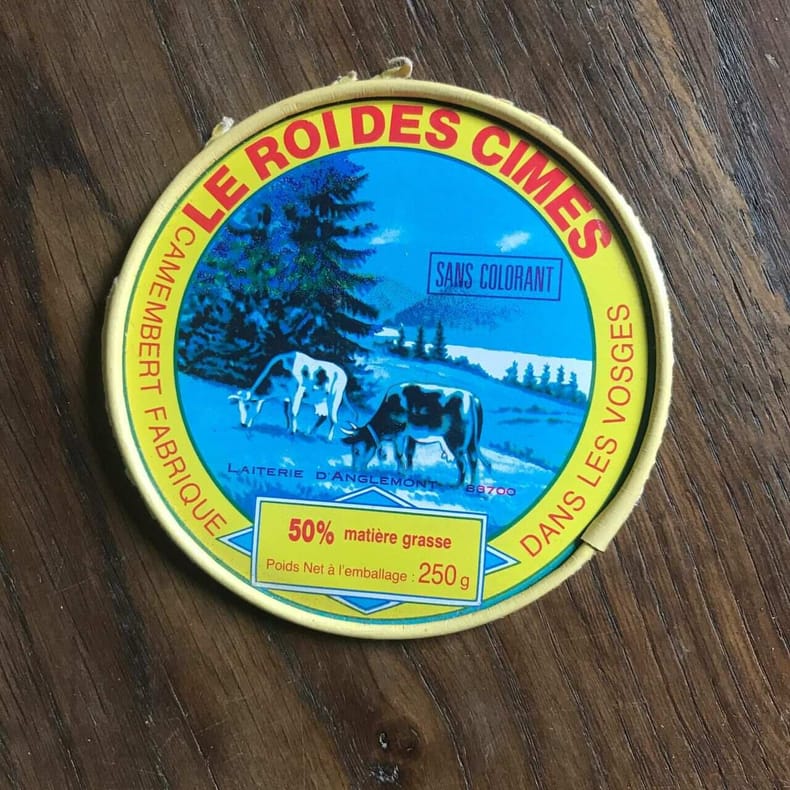 LE ROI DES CIMES
CAMEMBERT FABRIQUE
DANS LES VOSGES
SANS COLORANT
LAITERIE D'ANGLEMONT 88700
50% matière grasse
Poids Net à l'emballage : 250 g